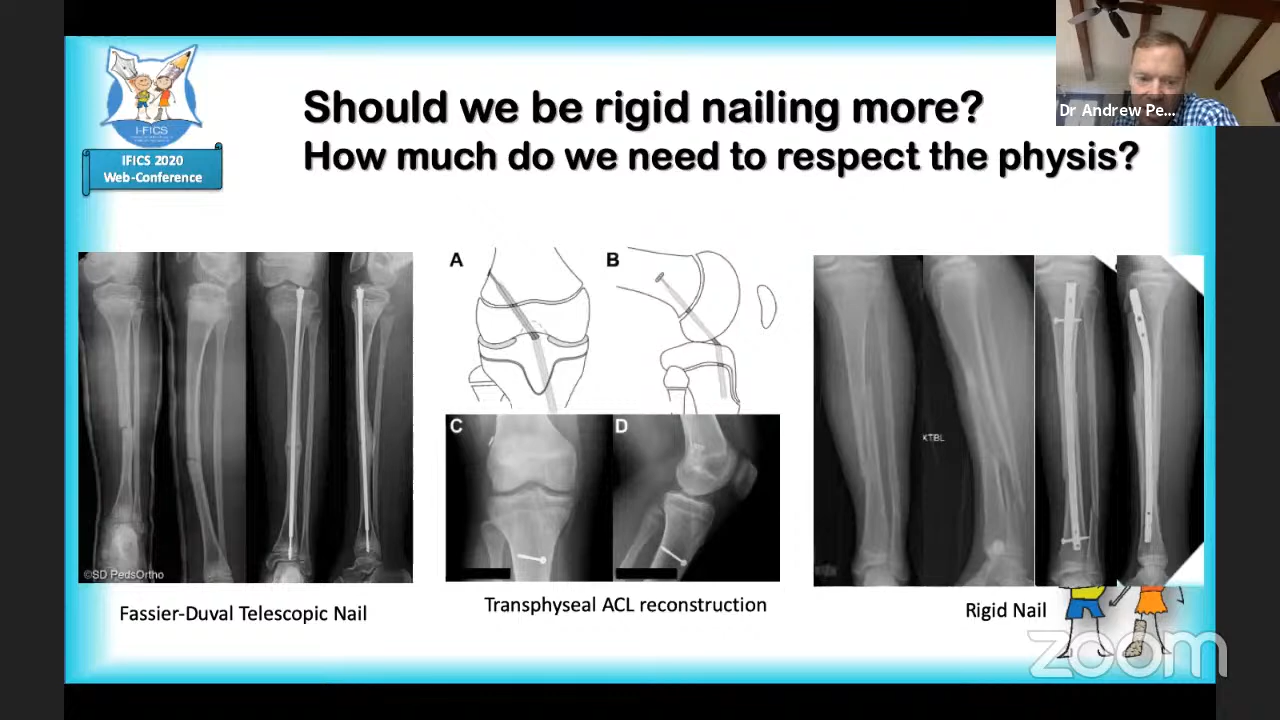 Should we be rigid nailing more?
How much do we need to respect the physis?
Dr Andrew Pe...
I-FICS
IFICS 2020
Web-Conference
A
B
C
D
KTBL
©SD PedsOrtho
Fassier-Duval Telescopic Nail
Transphyseal ACL reconstruction
Rigid Nail
zoom